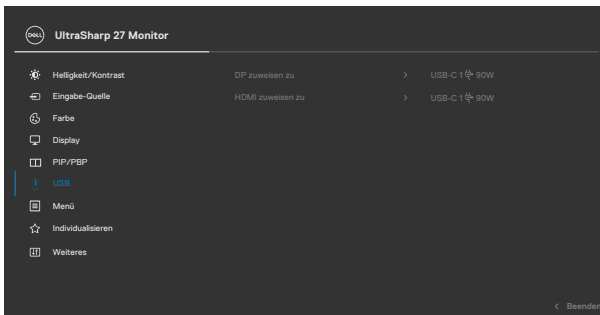 DELL UltraSharp 27 Monitor
Helligkeit/Kontrast DP zuweisen zu > USB-C 1 90W
Eingabe-Quelle HDMI zuweisen zu > USB-C 1 90W
Farbe
Display
PIP/PBP
USB
Menü
Individualisieren
Weiteres
< Beenden